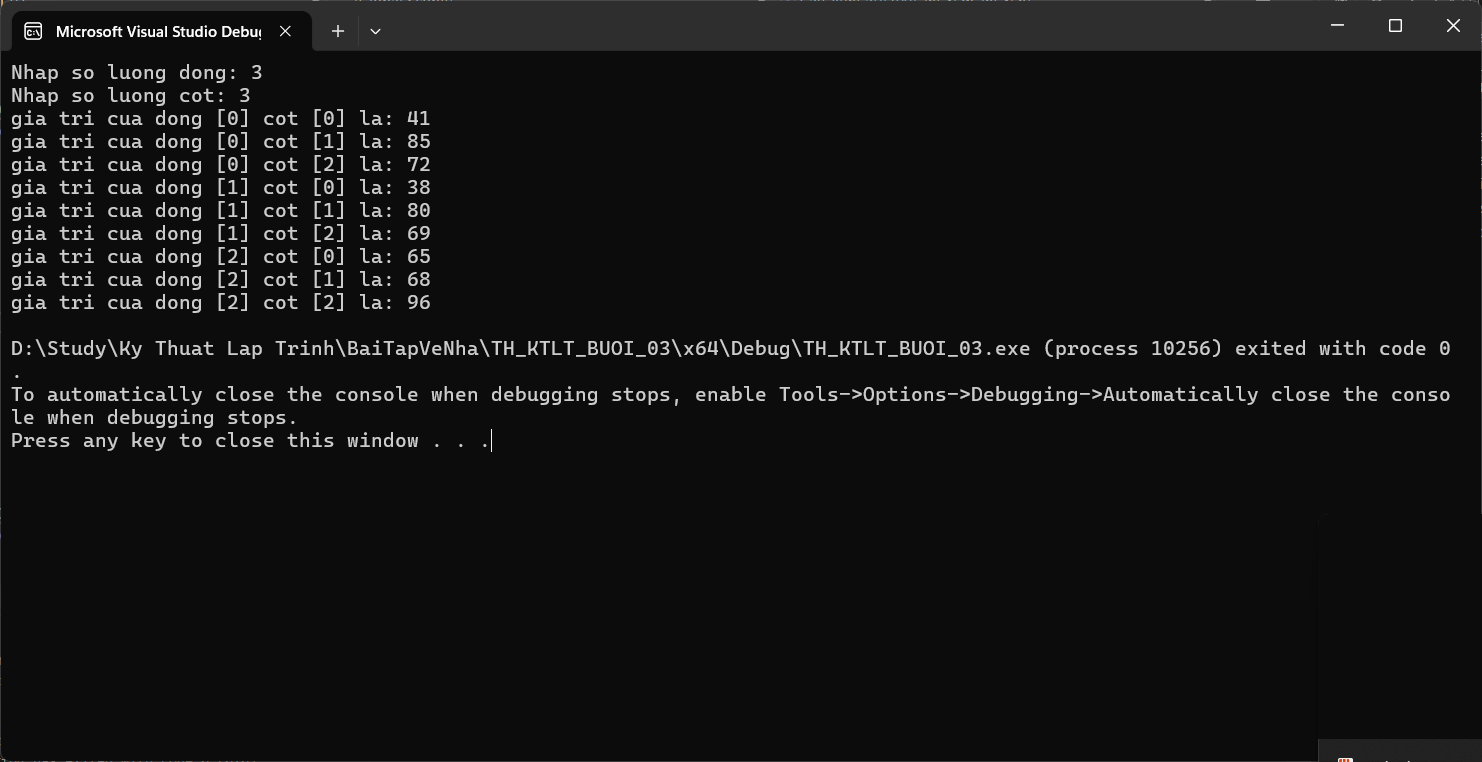 Microsoft Visual Studio Debug
Nhap so luong dong: 3
Nhap so luong cot: 3
gia tri cua dong [0] cot [0] la: 41
gia tri cua dong [0] cot [1] la: 85
gia tri cua dong [0] cot [2] la: 72
gia tri cua dong [1] cot [0] la: 38
gia tri cua dong [1] cot [1] la: 80
gia tri cua dong [1] cot [2] la: 69
gia tri cua dong [2] cot [0] la: 65
gia tri cua dong [2] cot [1] la: 68
gia tri cua dong [2] cot [2] la: 96
D:\Study\Ky Thuat Lap Trinh\BaiTapVeNha\TH_KTLT_BUOI_03\x64\Debug\TH_KTLT_BUOI_03.exe (process 10256) exited with code 0
.
To automatically close the console when debugging stops, enable Tools->Options->Debugging->Automatically close the conso
le when debugging stops.
Press any key to close this window . . .